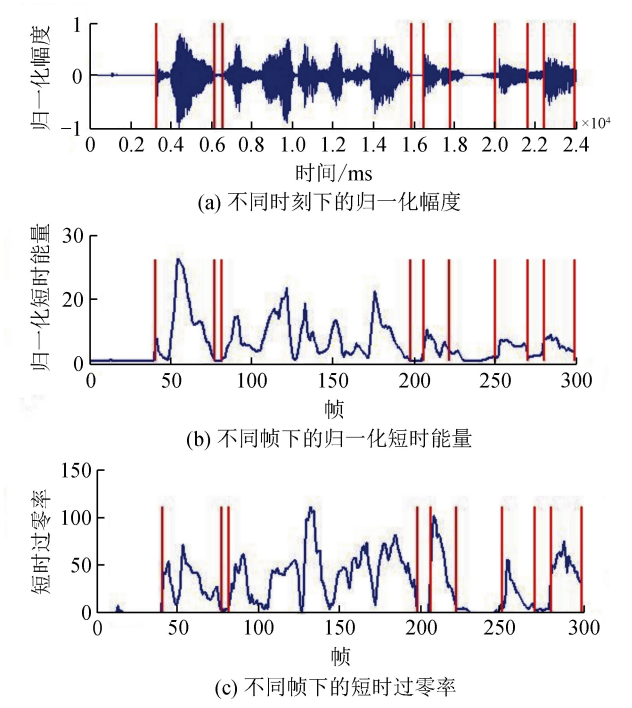 1
0
−1
归一化幅度
0 0.2 0.4 0.6 0.8 1.0 1.2 1.4 1.6 1.8 2.0 2.2 2.4
×10⁴
时间/ms
(a) 不同时刻下的归一化幅度
30
20
0
归一化短时能量
0 50 100 150 200 250 300
帧
(b) 不同帧下的归一化短时能量
150
100
50
0
短时过零率
0 50 100 150 200 250 300
帧
(c) 不同帧下的短时过零率